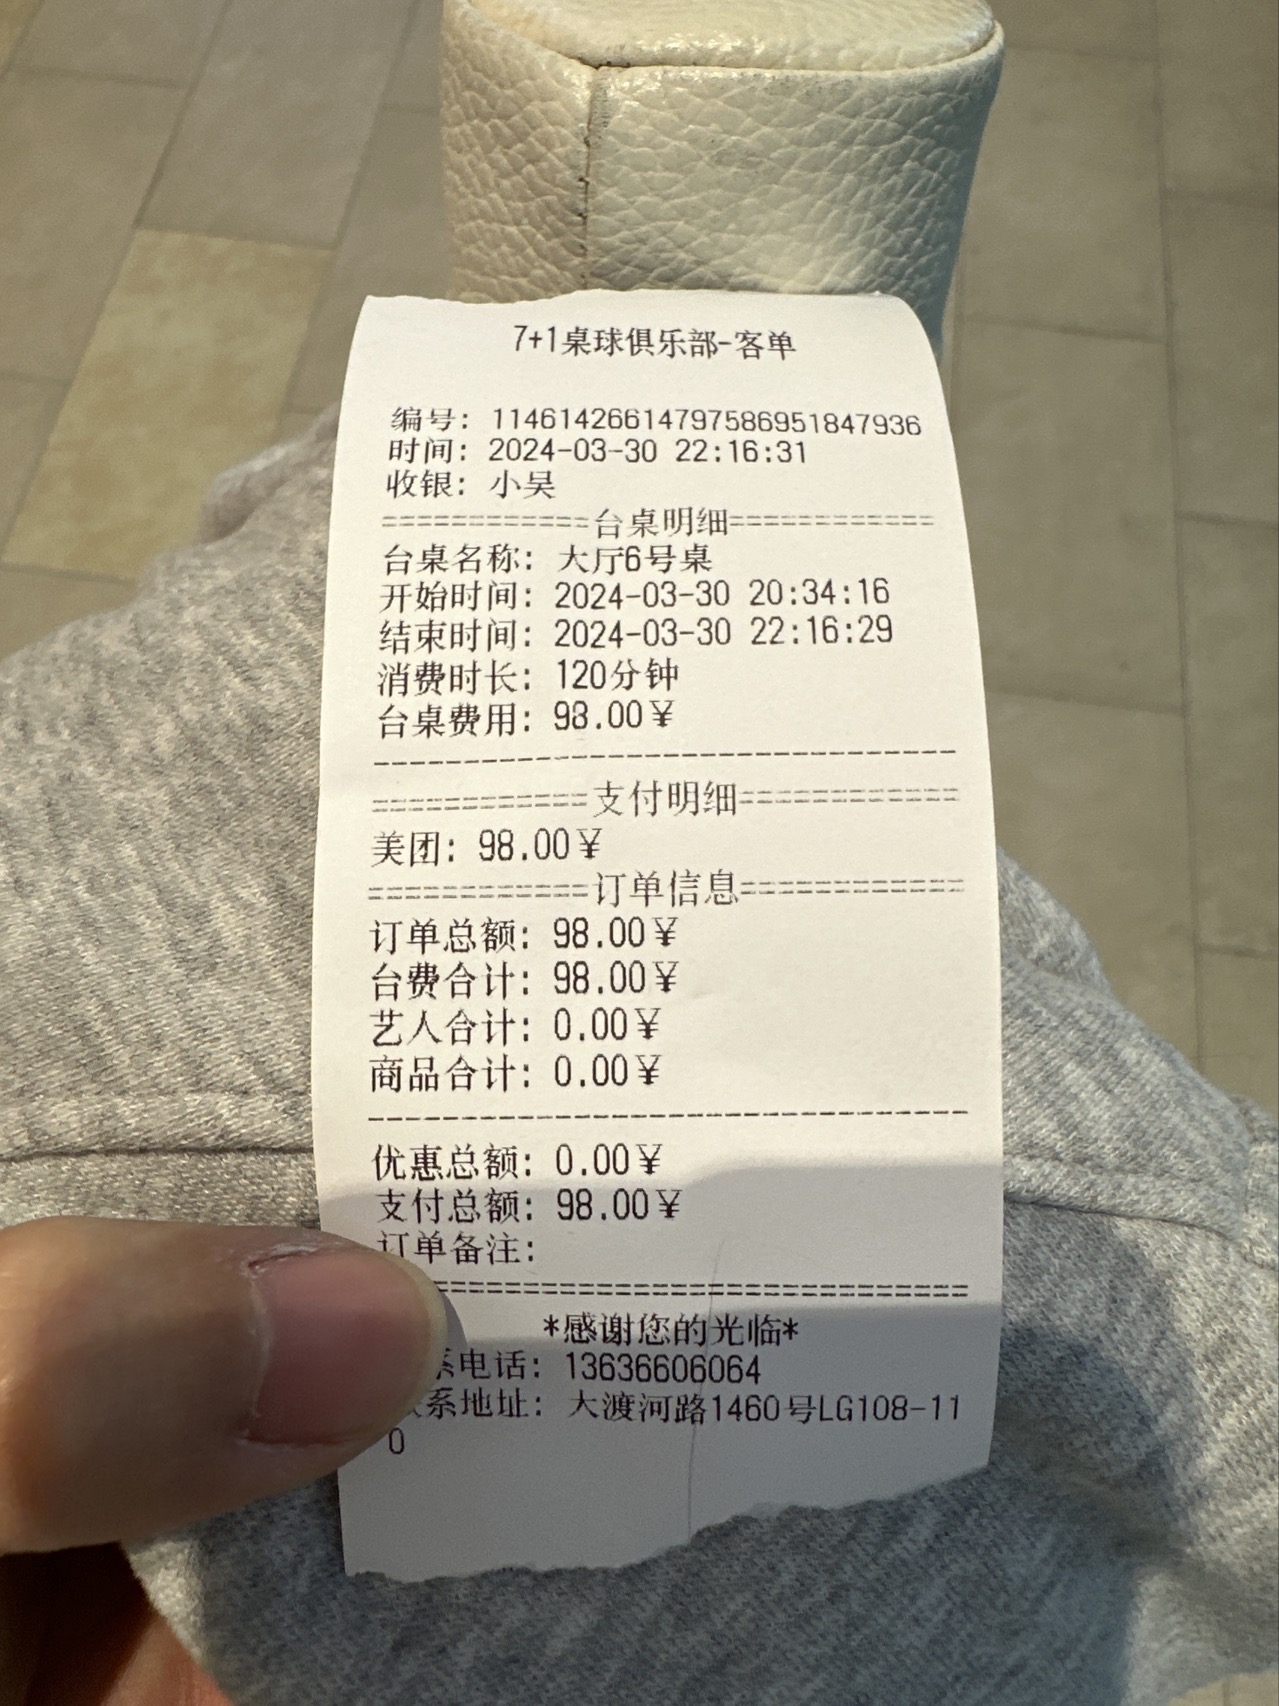 7+1桌球俱乐部-客单
编号: 1146142661479758695184793​6
时间: 2024-03-30 22:16:31
收银: 小吴
============台桌明细============
台桌名称: 大厅6号桌
开始时间: 2024-03-30 20:34:16
结束时间: 2024-03-30 22:16:29
消费时长: 120分钟
台桌费用: 98.00￥
--------------------------------
============支付明细============
美团: 98.00￥
============订单信息============
订单总额: 98.00￥
台费合计: 98.00￥
艺人合计: 0.00￥
商品合计: 0.00￥
--------------------------------
优惠总额: 0.00￥
支付总额: 98.00￥
订单备注:
================================
*感谢您的光临*
系电话: 13636606064
系地址: 大渡河路1460号LG108-11
0